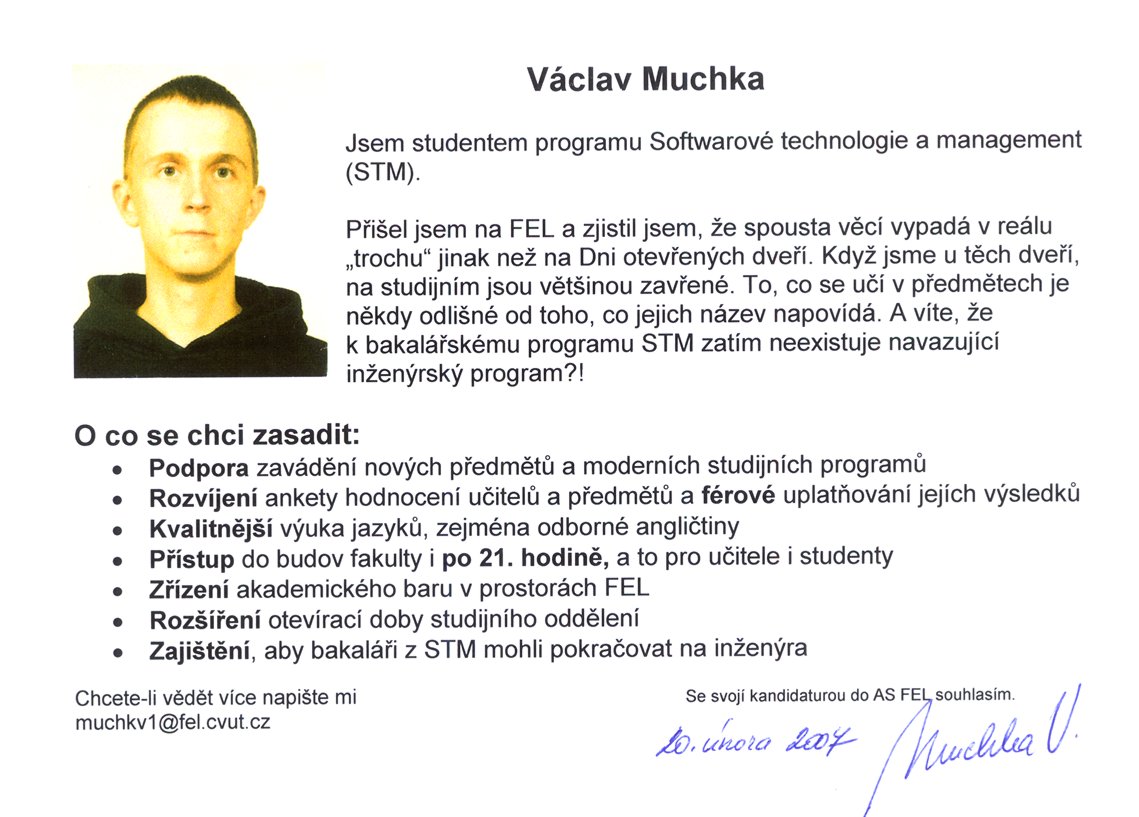 Václav Muchka
Jsem studentem programu Softwarové technologie a management
(STM).
Přišel jsem na FEL a zjistil jsem, že spousta věcí vypadá v reálu
„trochu“ jinak než na Dni otevřených dveří. Když jsme u těch dveří,
na studijním jsou většinou zavřené. To, co se učí v předmětech je
někdy odlišné od toho, co jejich název napovídá. A víte, že
k bakalářskému programu STM zatím neexistuje navazující
inženýrský program?!
O co se chci zasadit:
• Podpora zavádění nových předmětů a moderních studijních programů
• Rozvíjení ankety hodnocení učitelů a předmětů a férové uplatňování jejích výsledků
• Kvalitnější výuka jazyků, zejména odborné angličtiny
• Přístup do budov fakulty i po 21. hodině, a to pro učitele i studenty
• Zřízení akademického baru v prostorách FEL
• Rozšíření otevírací doby studijního oddělení
• Zajištění, aby bakaláři z STM mohli pokračovat na inženýra
Chcete-li vědět více napište mi
muchkv1@fel.cvut.cz
Se svojí kandidaturou do AS FEL souhlasím.
20. února 2007
Muchka V.